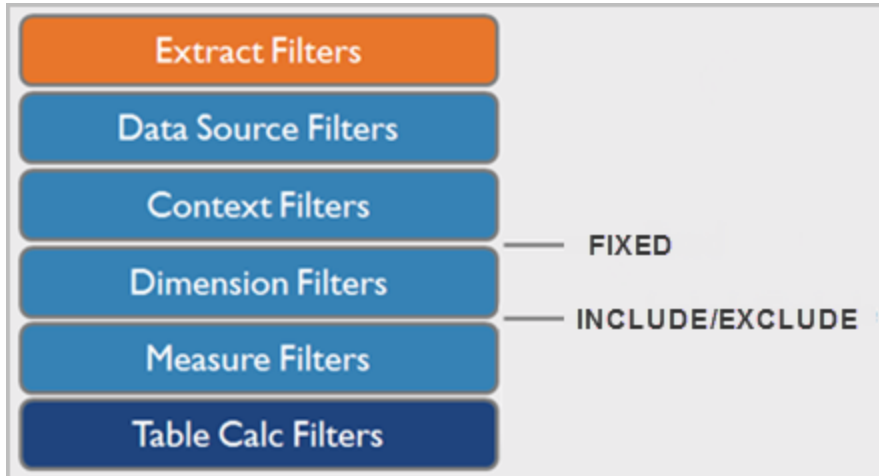 Extract Filters
Data Source Filters
Context Filters
FIXED
Dimension Filters
INCLUDE/EXCLUDE
Measure Filters
Table Calc Filters